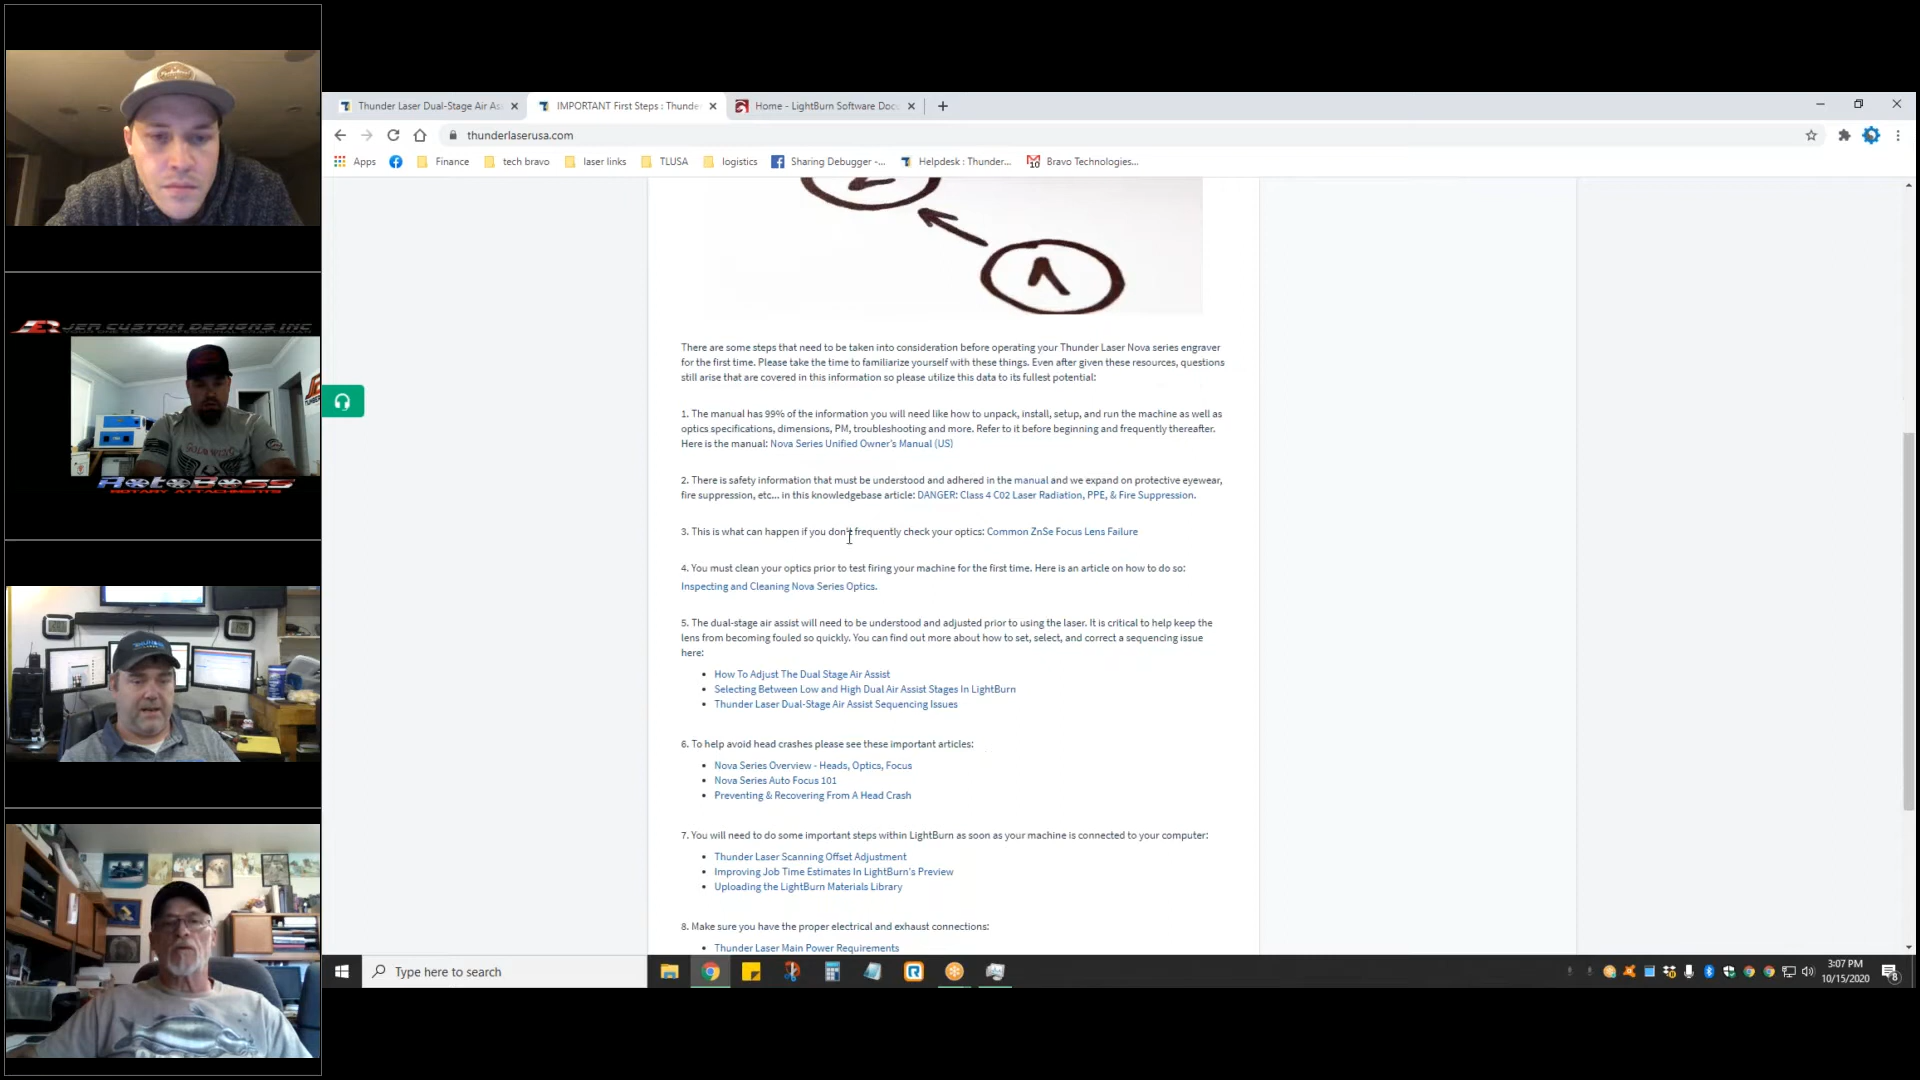 JER CUSTOM DESIGNS INC
ROTOBOSS
ROTARY ATTACHMENTS
Thunder Laser Dual-Stage Air As
IMPORTANT First Steps : Thunde
Home - LightBurn Software Doc
thunderlaserusa.com
Apps
Finance
tech bravo
laser links
TLUSA
logistics
Sharing Debugger -...
Helpdesk : Thunder...
10
Bravo Technologies...
2
1
There are some steps that need to be taken into consideration before operating your Thunder Laser Nova series engraver
for the first time. Please take the time to familiarize yourself with these things. Even after given these resources, questions
still arise that are covered in this information so please utilize this data to its fullest potential:
1. The manual has 99% of the information you will need like how to unpack, install, setup, and run the machine as well as
optics specifications, dimensions, PM, troubleshooting and more. Refer to it before beginning and frequently thereafter.
Here is the manual: Nova Series Unified Owner's Manual (US)
2. There is safety information that must be understood and adhered in the manual and we expand on protective eyewear,
fire suppression, etc... in this knowledgebase article: DANGER: Class 4 C02 Laser Radiation, PPE, & Fire Suppression.
3. This is what can happen if you don't frequently check your optics: Common ZnSe Focus Lens Failure
4. You must clean your optics prior to test firing your machine for the first time. Here is an article on how to do so:
Inspecting and Cleaning Nova Series Optics.
5. The dual-stage air assist will need to be understood and adjusted prior to using the laser. It is critical to help keep the
lens from becoming fouled so quickly. You can find out more about how to set, select, and correct a sequencing issue
here:
• How To Adjust The Dual Stage Air Assist
• Selecting Between Low and High Dual Air Assist Stages In LightBurn
• Thunder Laser Dual-Stage Air Assist Sequencing Issues
6. To help avoid head crashes please see these important articles:
• Nova Series Overview - Heads, Optics, Focus
• Nova Series Auto Focus 101
• Preventing & Recovering From A Head Crash
7. You will need to do some important steps within LightBurn as soon as your machine is connected to your computer:
• Thunder Laser Scanning Offset Adjustment
• Improving Job Time Estimates In LightBurn's Preview
• Uploading the LightBurn Materials Library
8. Make sure you have the proper electrical and exhaust connections:
• Thunder Laser Main Power Requirements
Type here to search
3:07 PM
10/15/2020
8